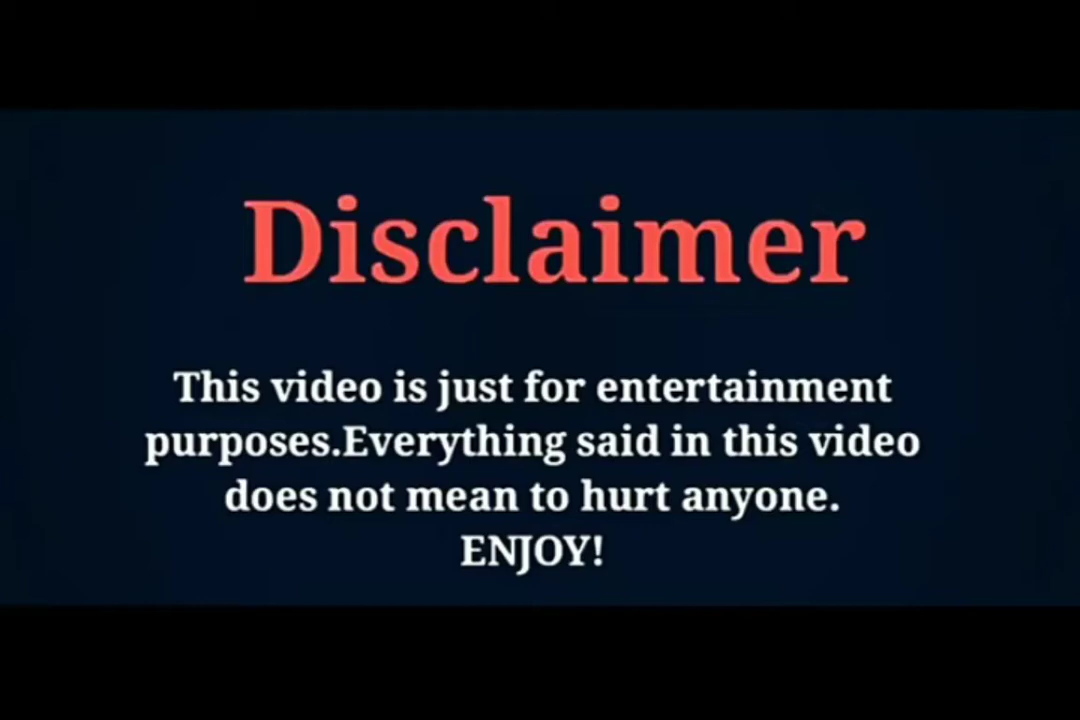 Disclaimer
This video is just for entertainment
purposes.Everything said in this video
does not mean to hurt anyone.
ENJOY!